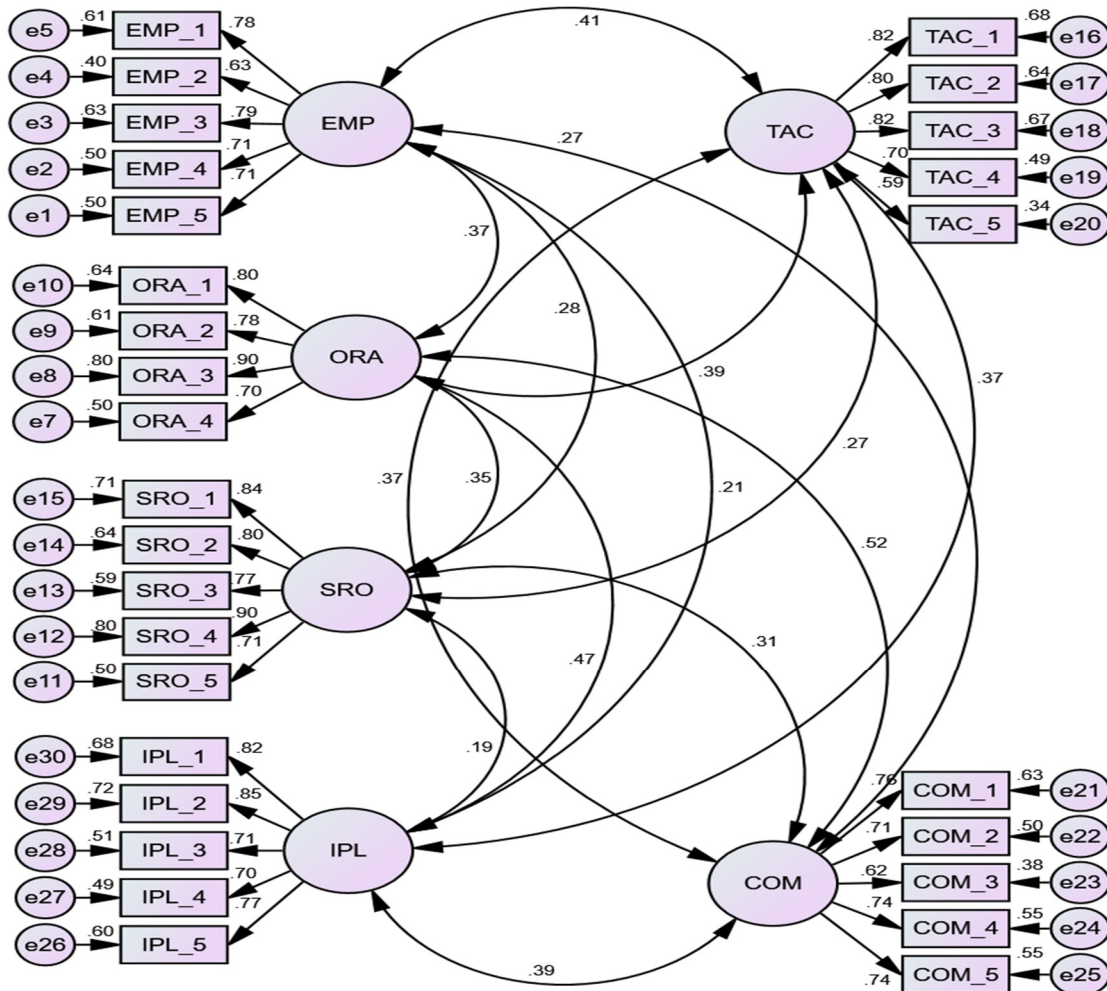 e5 .61 EMP_1 .78
e4 .40 EMP_2 .63
e3 .63 EMP_3 .79
e2 .50 EMP_4 .71
e1 .50 EMP_5 .71
EMP
.41
TAC
.82 TAC_1 .68 e16
.80 TAC_2 .64 e17
.82 TAC_3 .67 e18
.70 TAC_4 .49 e19
.59 TAC_5 .34 e20
.27
.37
e10 .64 ORA_1 .80
e9 .61 ORA_2 .78
e8 .80 ORA_3 .90
e7 .50 ORA_4 .70
ORA
.28
.39
.37
.27
e15 .71 SRO_1 .84
e14 .64 SRO_2 .80
e13 .59 SRO_3 .77
e12 .80 SRO_4 .90
e11 .50 SRO_5 .71
SRO
.37
.35
.21
.52
.31
.47
.19
e30 .68 IPL_1 .82
e29 .72 IPL_2 .85
e28 .51 IPL_3 .71
e27 .49 IPL_4 .70
e26 .60 IPL_5 .77
IPL
.39
COM
.76 COM_1 .63 e21
.71 COM_2 .50 e22
.62 COM_3 .38 e23
.74 COM_4 .55 e24
.74 COM_5 .55 e25